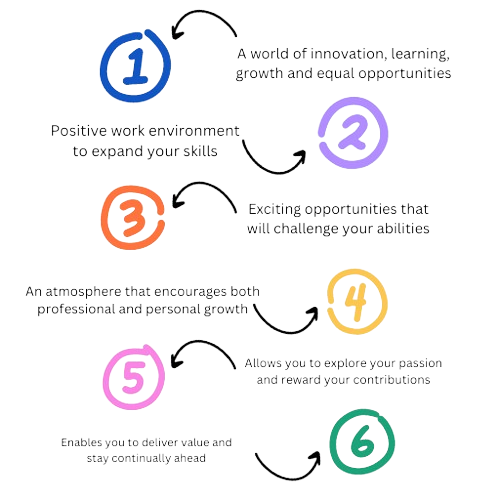 1
A world of innovation, learning,
growth and equal opportunities
Positive work environment
to expand your skills
2
3
Exciting opportunities that
will challenge your abilities
An atmosphere that encourages both
professional and personal growth
4
5
Allows you to explore your passion
and reward your contributions
Enables you to deliver value and
stay continually ahead
6